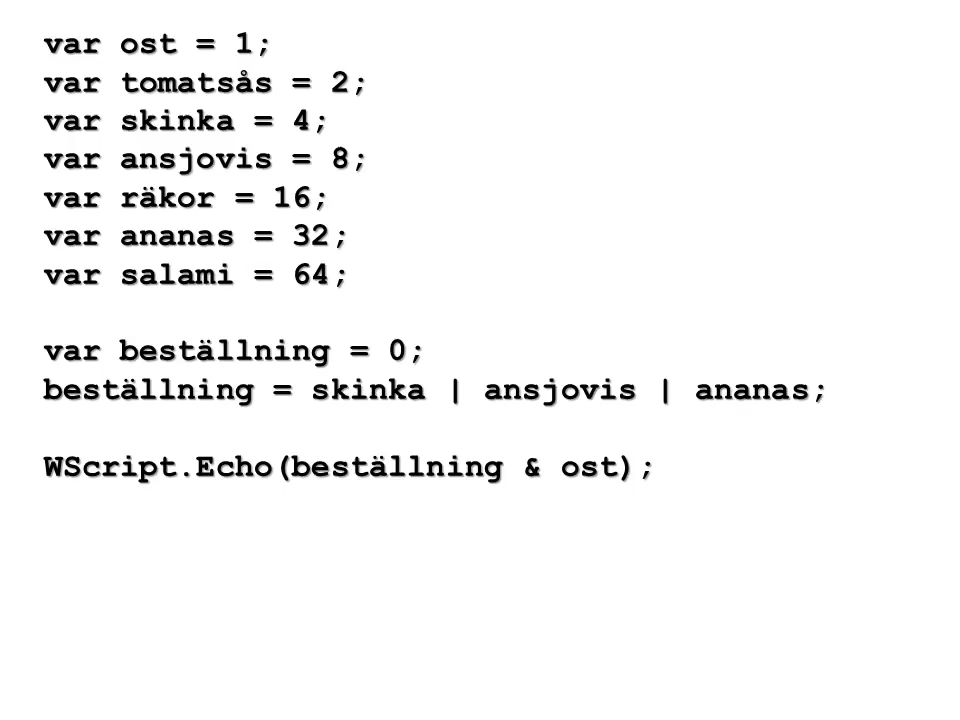 var ost = 1;
var tomatsås = 2;
var skinka = 4;
var ansjovis = 8;
var räkor = 16;
var ananas = 32;
var salami = 64;
var beställning = 0;
beställning = skinka | ansjovis | ananas;
WScript.Echo(beställning & ost);